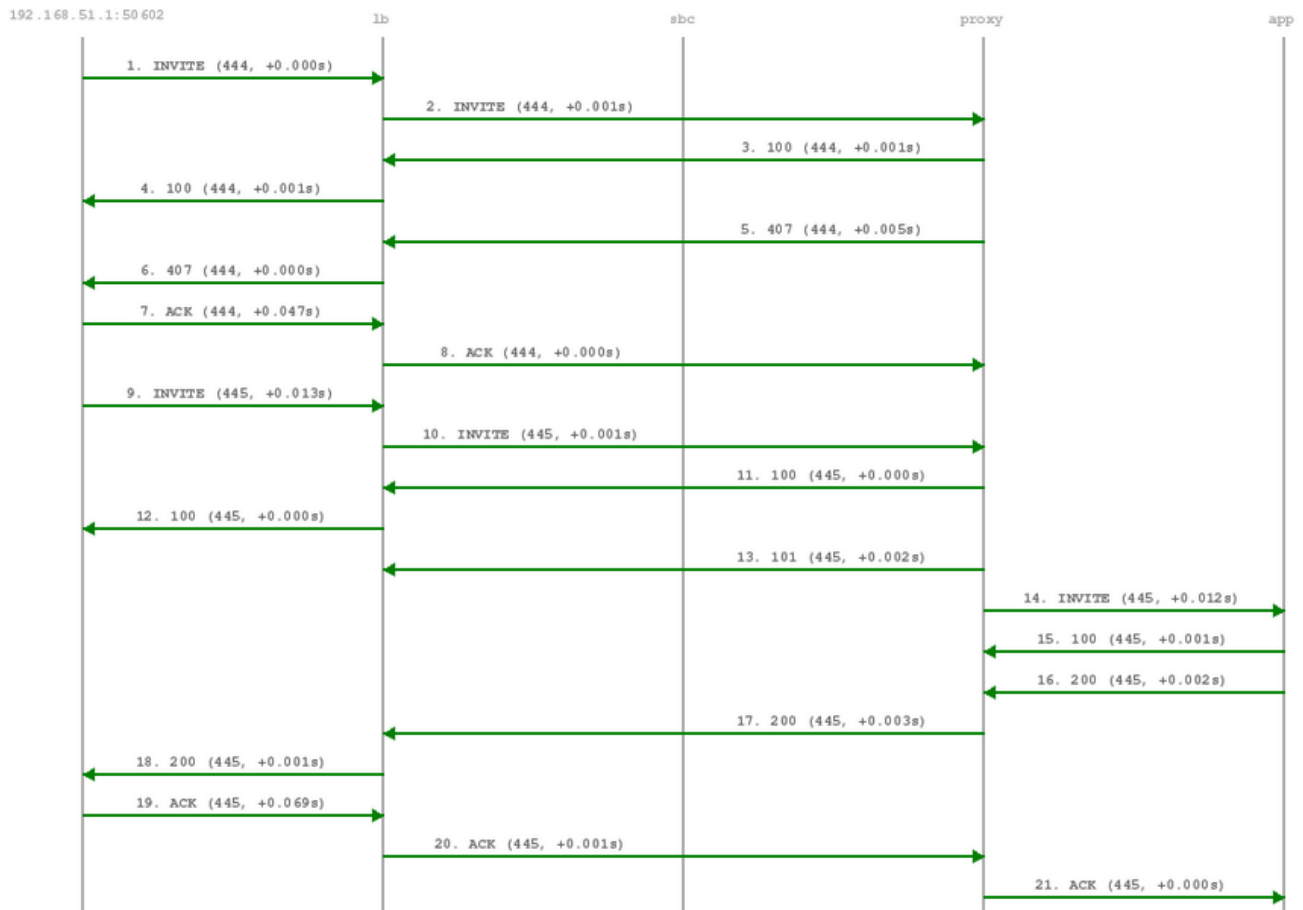 192.168.51.1:50602 lb sbc proxy app
1. INVITE (444, +0.000s)
2. INVITE (444, +0.001s)
3. 100 (444, +0.001s)
4. 100 (444, +0.001s)
5. 407 (444, +0.005s)
6. 407 (444, +0.000s)
7. ACK (444, +0.047s)
8. ACK (444, +0.000s)
9. INVITE (445, +0.013s)
10. INVITE (445, +0.001s)
11. 100 (445, +0.000s)
12. 100 (445, +0.000s)
13. 101 (445, +0.002s)
14. INVITE (445, +0.012s)
15. 100 (445, +0.001s)
16. 200 (445, +0.002s)
17. 200 (445, +0.003s)
18. 200 (445, +0.001s)
19. ACK (445, +0.069s)
20. ACK (445, +0.001s)
21. ACK (445, +0.000s)